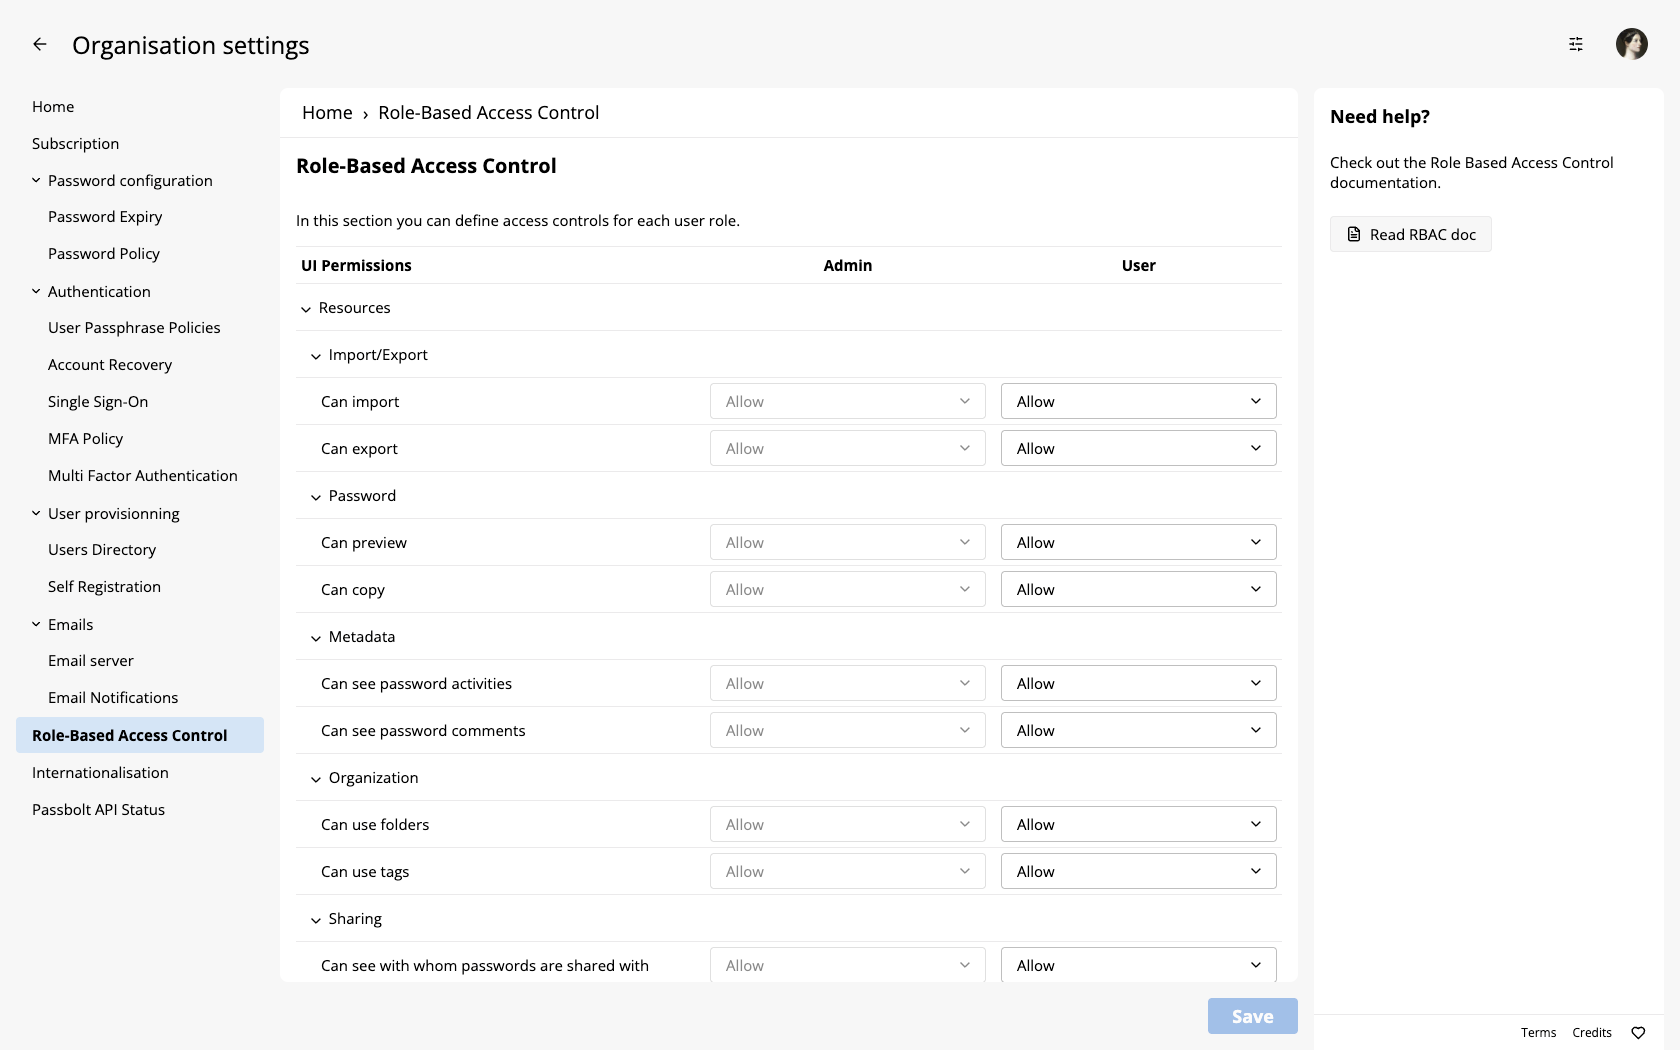 Organisation settings
Home
Subscription
Password configuration
Password Expiry
Password Policy
Authentication
User Passphrase Policies
Account Recovery
Single Sign-On
MFA Policy
Multi Factor Authentication
User provisionning
Users Directory
Self Registration
Emails
Email server
Email Notifications
Role-Based Access Control
Internationalisation
Passbolt API Status
Home › Role-Based Access Control
Role-Based Access Control
In this section you can define access controls for each user role.
UI Permissions Admin User
Resources
Import/Export
Can import Allow Allow
Can export Allow Allow
Password
Can preview Allow Allow
Can copy Allow Allow
Metadata
Can see password activities Allow Allow
Can see password comments Allow Allow
Organization
Can use folders Allow Allow
Can use tags Allow Allow
Sharing
Can see with whom passwords are shared with Allow Allow
Save
Need help?
Check out the Role Based Access Control
documentation.
Read RBAC doc
Terms Credits